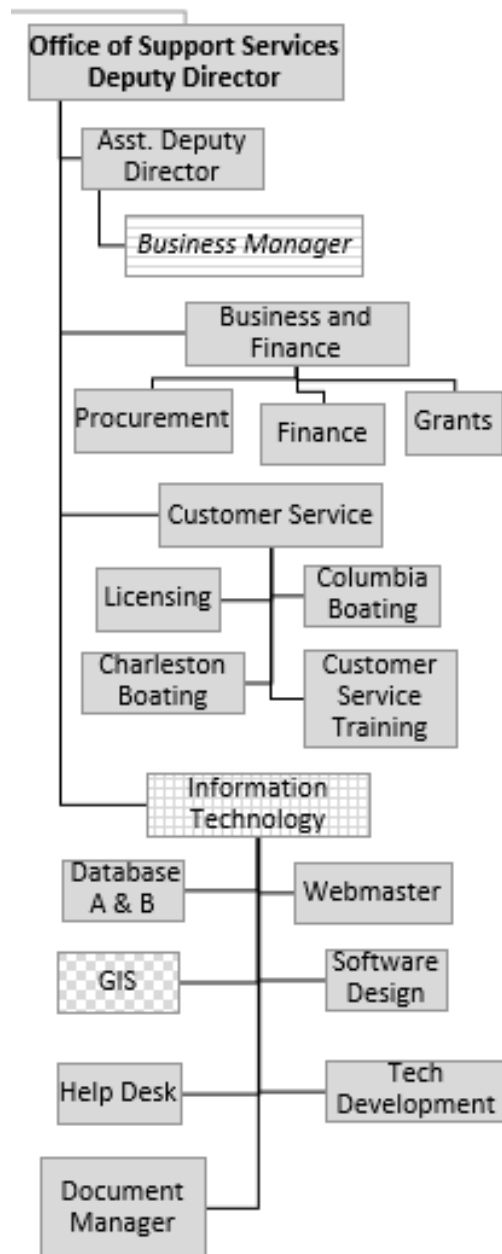 Office of Support Services
Deputy Director
Asst. Deputy
Director
Business Manager
Business and
Finance
Procurement
Finance
Grants
Customer Service
Licensing
Columbia
Boating
Charleston
Boating
Customer
Service
Training
Information
Technology
Database
A & B
Webmaster
GIS
Software
Design
Help Desk
Tech
Development
Document
Manager